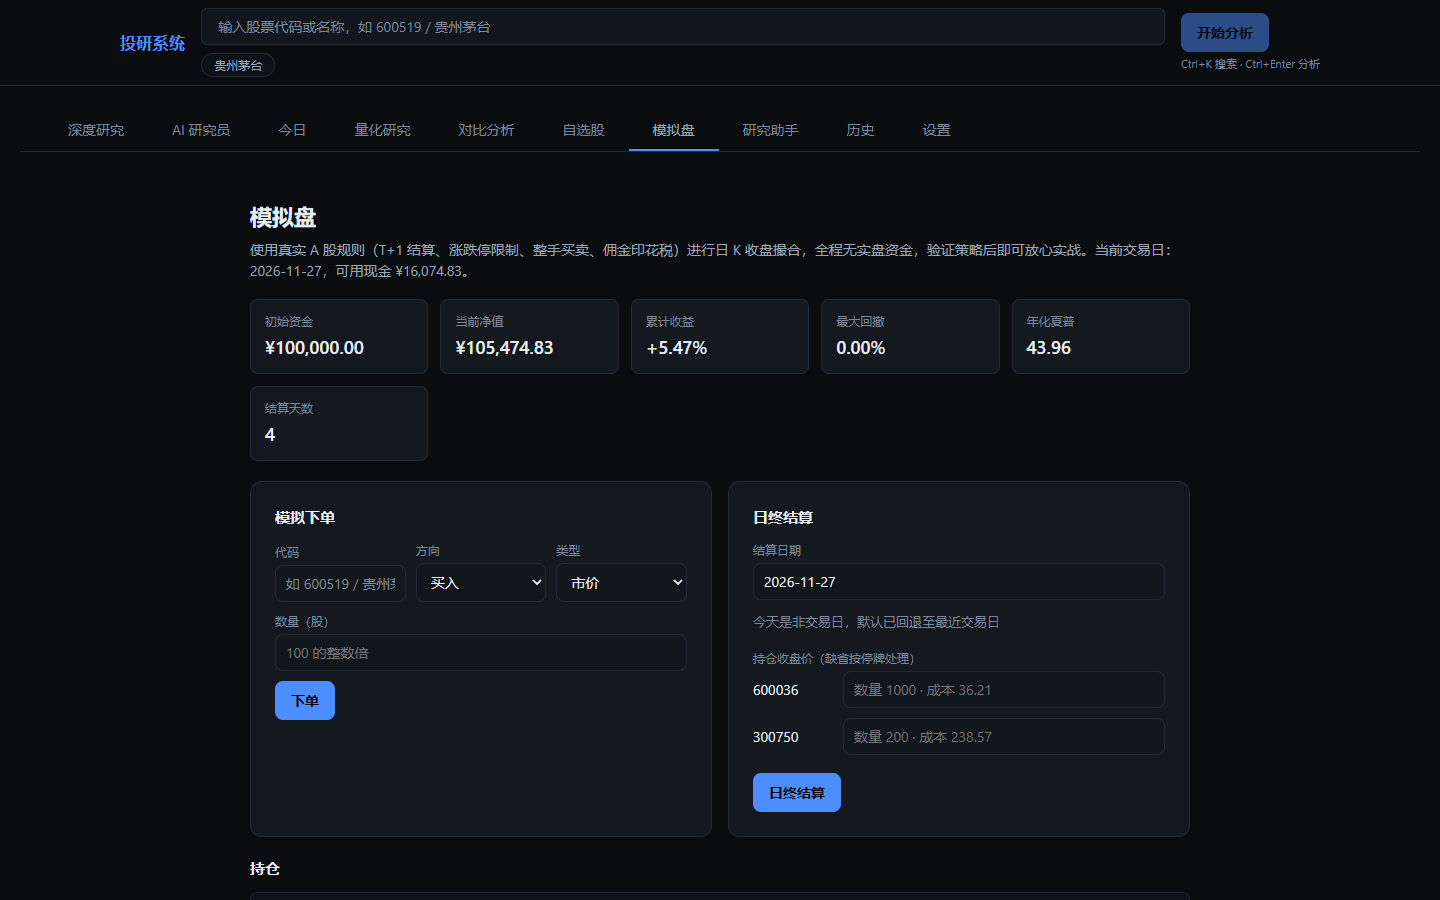 投研系统
输入股票代码或名称，如 600519 / 贵州茅台
开始分析
贵州茅台
Ctrl+K 搜索 · Ctrl+Enter 分析
深度研究
AI 研究员
今日
量化研究
对比分析
自选股
模拟盘
研究助手
历史
设置
模拟盘
使用真实 A 股规则（T+1 结算、涨跌停限制、整手买卖、佣金印花税）进行日 K 收盘撮合，全程无实盘资金，验证策略后即可放心实战。当前交易日：
2026-11-27，可用现金 ¥16,074.83。
初始资金
¥100,000.00
当前净值
¥105,474.83
累计收益
+5.47%
最大回撤
0.00%
年化夏普
43.96
结算天数
4
模拟下单
代码
方向
类型
如 600519 / 贵州
买入
市价
数量（股）
100 的整数倍
下单
日终结算
结算日期
2026-11-27
今天是非交易日，默认已回退至最近交易日
持仓收盘价（缺省按停牌处理）
600036
数量 1000 · 成本 36.21
300750
数量 200 · 成本 238.57
日终结算
持仓